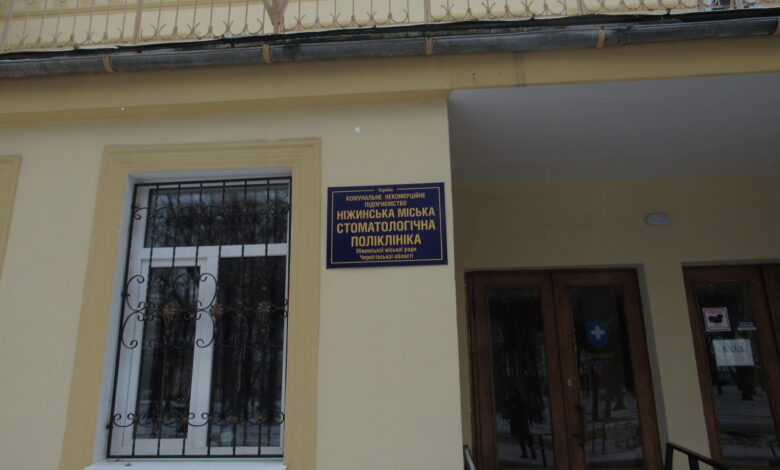 Україна
КОМУНАЛЬНЕ НЕКОМЕРЦІЙНЕ
ПІДПРИЄМСТВО
НІЖИНСЬКА МІСЬКА
СТОМАТОЛОГІЧНА
ПОЛІКЛІНІКА
Ніжинської міської ради
Чернігівської області